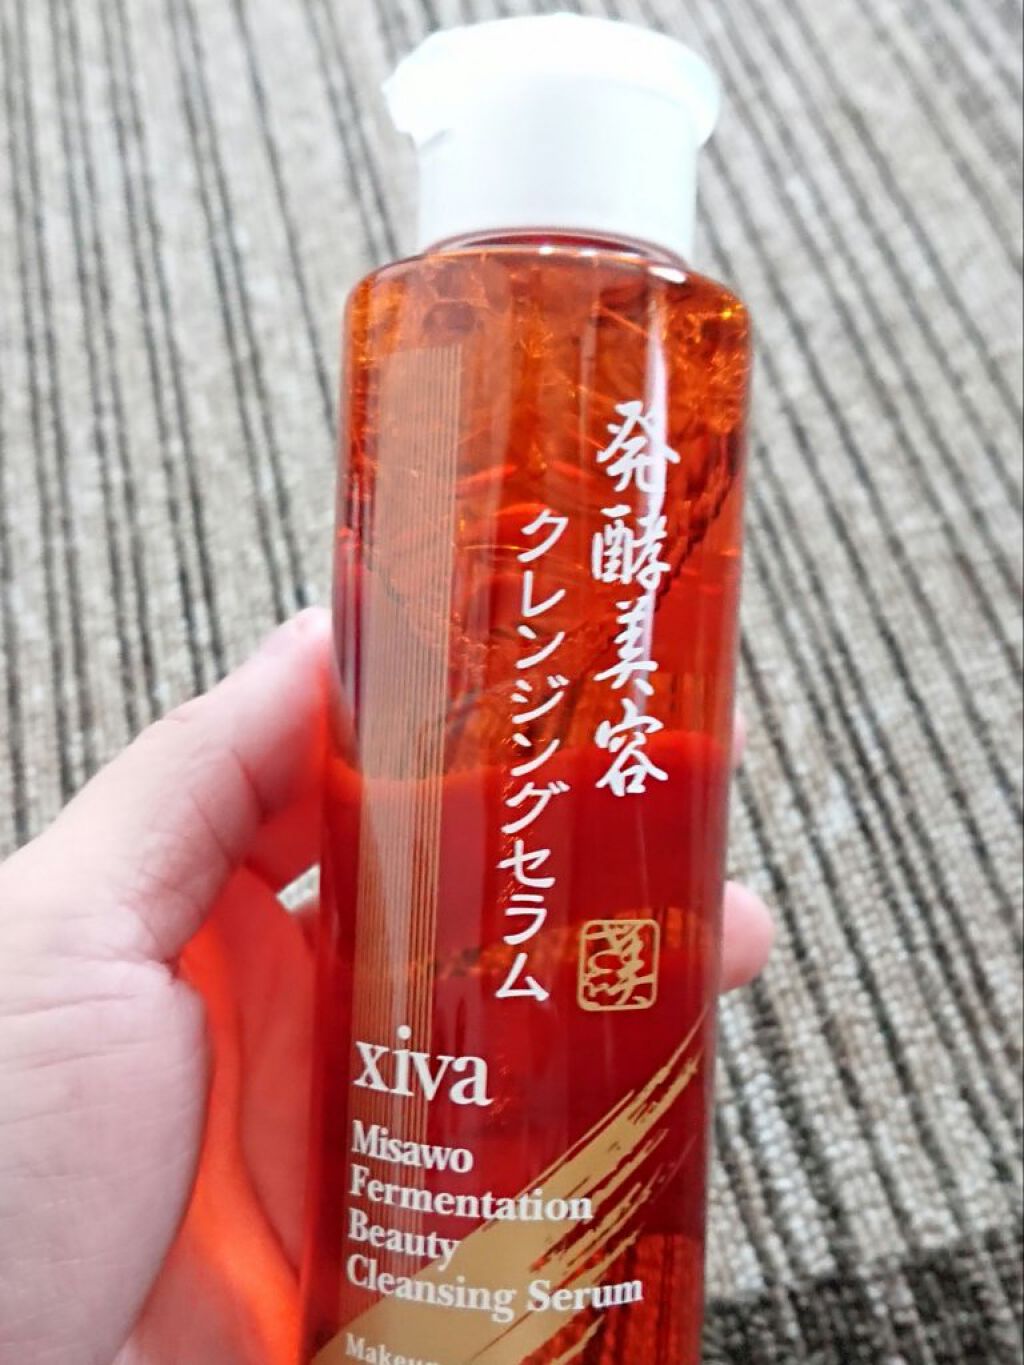 発酵美容
クレンジングセラム
xiva
Misawo
Fermentation
Beauty
Cleansing Serum